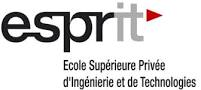 esprit
Ecole Supérieure Privée
d'Ingénierie et de Technologies